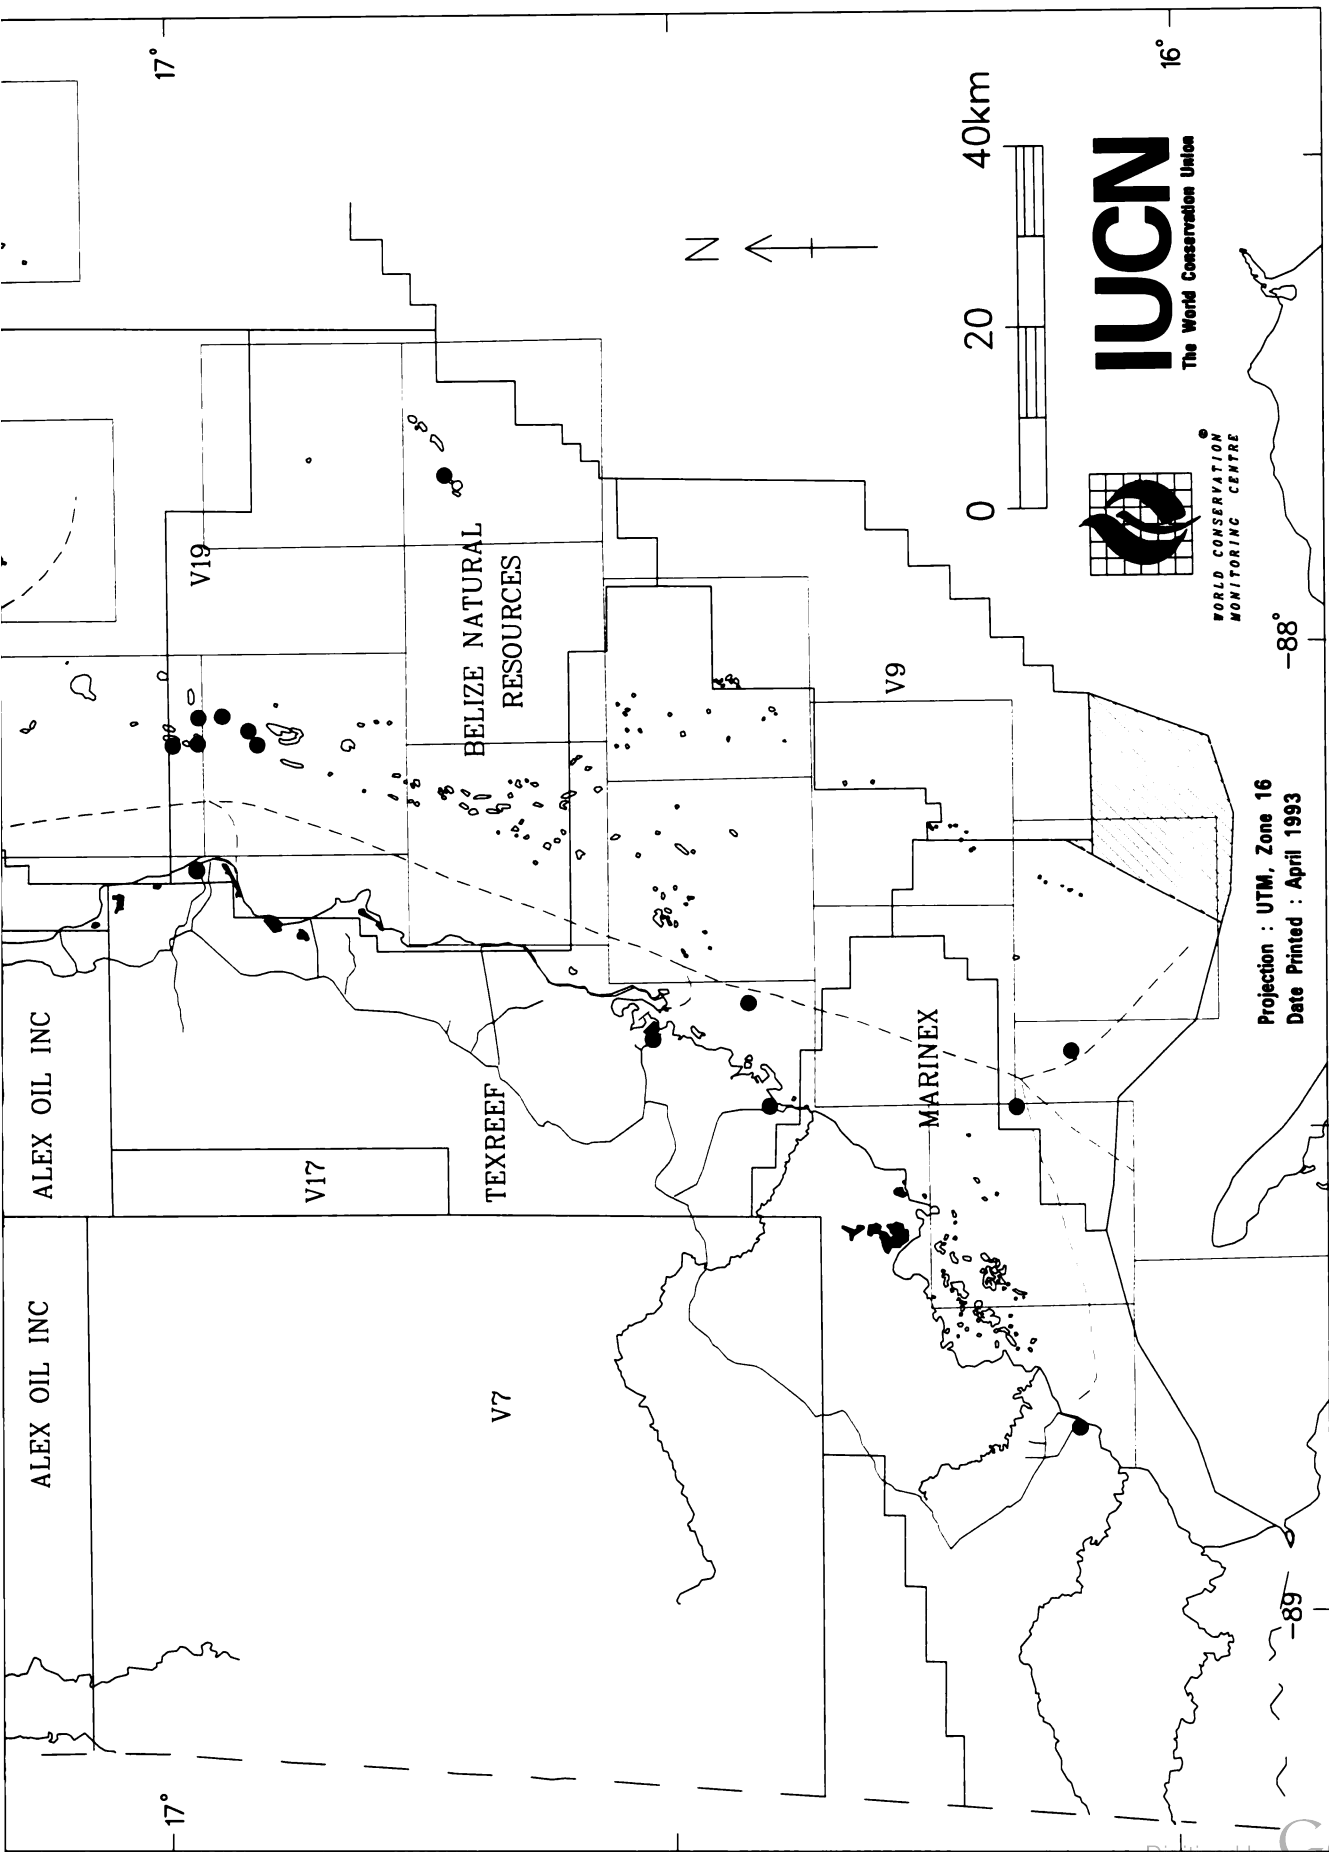 17°
17°
16°
-88°
-89
ALEX OIL INC
ALEX OIL INC
V19
V17
BELIZE NATURAL
RESOURCES
TEXREEF
V7
V9
MARINEX
N
0
20
40km
IUCN
The World Conservation Union
©
WORLD CONSERVATION
MONITORING CENTRE
Projection : UTM, Zone 16
Date Printed : April 1993